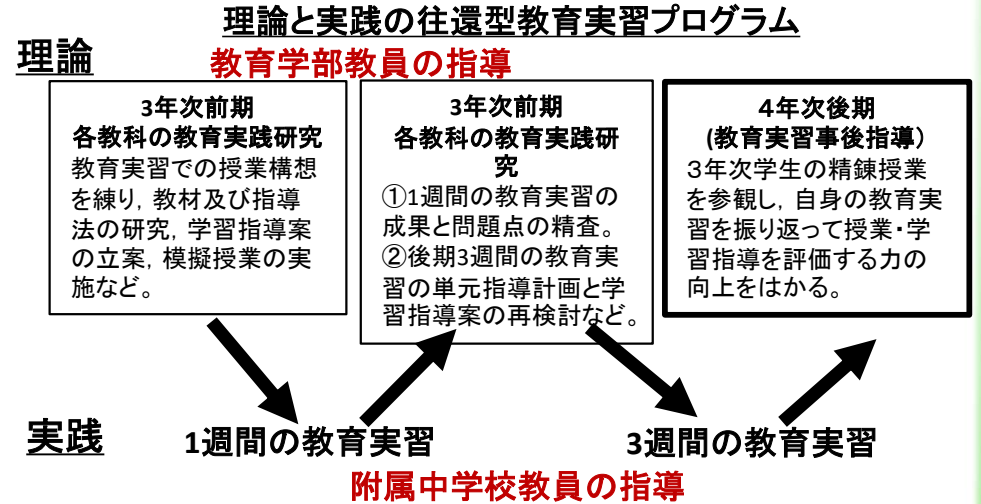 理論と実践の往還型教育実習プログラム
理論
教育学部教員の指導
3年次前期
各教科の教育実践研究
教育実習での授業構想
を練り，教材及び指導
法の研究，学習指導案
の立案，模擬授業の実
施など。
3年次前期
各教科の教育実践研
究
①1週間の教育実習の
成果と問題点の精査。
②後期3週間の教育実
習の単元指導計画と学
習指導案の再検討など。
４年次後期
(教育実習事後指導）
３年次学生の精錬授業
を参観し，自身の教育実
習を振り返って授業・学
習指導を評価する力の
向上をはかる。
実践
1週間の教育実習
3週間の教育実習
附属中学校教員の指導